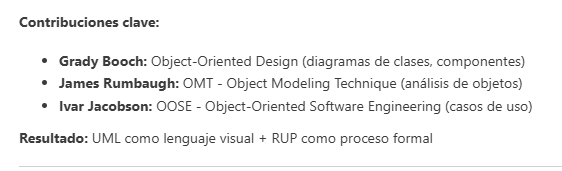 Contribuciones clave:
• Grady Booch: Object-Oriented Design (diagramas de clases, componentes)
• James Rumbaugh: OMT - Object Modeling Technique (análisis de objetos)
• Ivar Jacobson: OOSE - Object-Oriented Software Engineering (casos de uso)
Resultado: UML como lenguaje visual + RUP como proceso formal